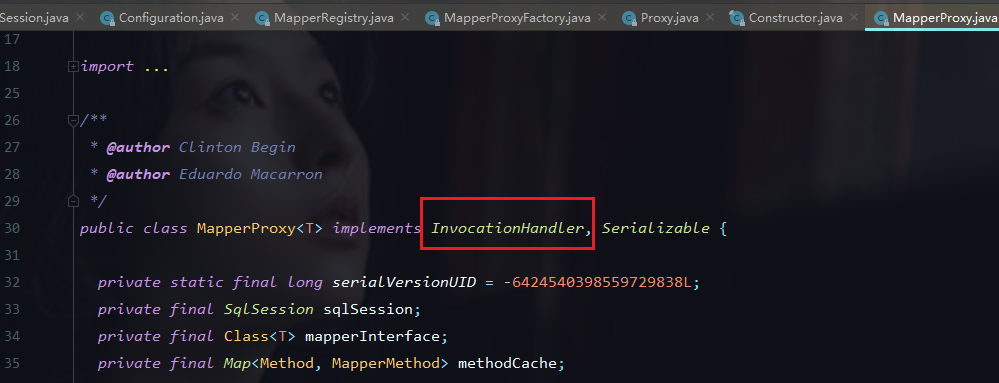 Session.java Configuration.java MapperRegistry.java MapperProxyFactory.java Proxy.java Constructor.java MapperProxy.java
17
18 import ...
25
26 /**
27 * @author Clinton Begin
28 * @author Eduardo Macarron
29 */
30 public class MapperProxy<T> implements InvocationHandler, Serializable {
31
32 private static final long serialVersionUID = -6424540398559729838L;
33 private final SqlSession sqlSession;
34 private final Class<T> mapperInterface;
35 private final Map<Method, MapperMethod> methodCache;